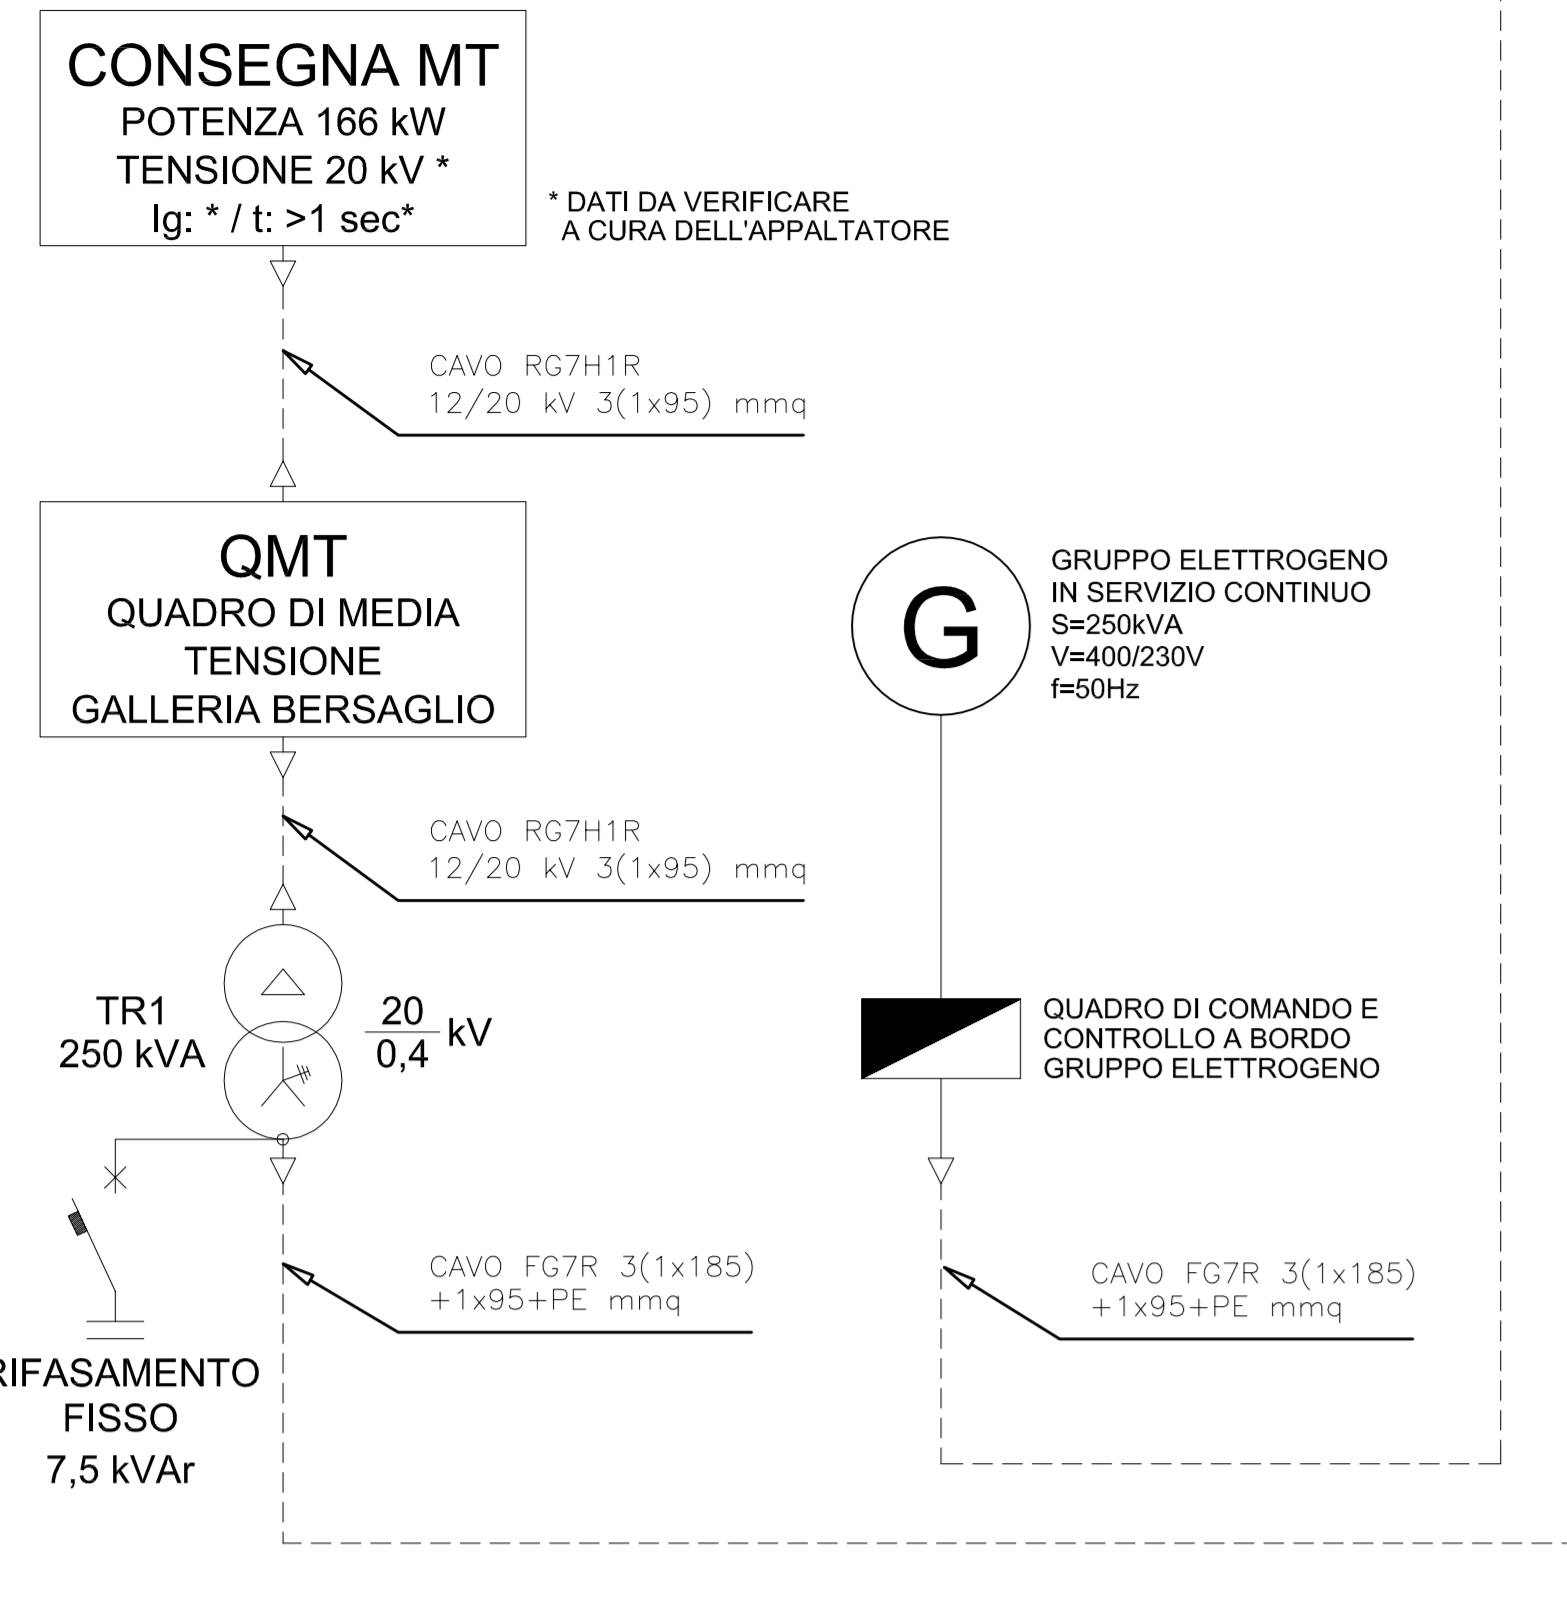 CONSEGNA MT
POTENZA 166 kW
TENSIONE 20 kV *
Ig: * / t: >1 sec*
* DATI DA VERIFICARE
A CURA DELL'APPALTATORE
CAVO RG7H1R
12/20 kV 3(1x95) mmq
QMT
QUADRO DI MEDIA
TENSIONE
GALLERIA BERSAGLIO
G
GRUPPO ELETTROGENO
IN SERVIZIO CONTINUO
S=250kVA
V=400/230V
f=50Hz
CAVO RG7H1R
12/20 kV 3(1x95) mmq
TR1
250 kVA
20
0,4
kV
QUADRO DI COMANDO E
CONTROLLO A BORDO
GRUPPO ELETTROGENO
CAVO FG7R 3(1x185)
+1x95+PE mmq
CAVO FG7R 3(1x185)
+1x95+PE mmq
RIFASAMENTO
FISSO
7,5 kVAr